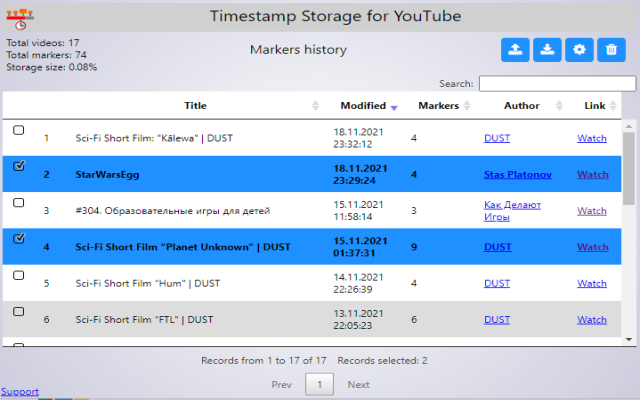 Timestamp Storage for YouTube
Total videos: 17
Total markers: 74
Storage size: 0.08%
Markers history
Search:
Title Modified Markers Author Link
1 Sci-Fi Short Film: "Kālewa" | DUST 18.11.2021 23:32:12 4 DUST Watch
2 StarWarsEgg 18.11.2021 23:29:24 4 Stas Platonov Watch
3 #304. Образовательные игры для детей 15.11.2021 11:58:14 3 Как Делают Игры Watch
4 Sci-Fi Short Film “Planet Unknown” | DUST 15.11.2021 01:37:31 9 DUST Watch
5 Sci-Fi Short Film “Hum” | DUST 14.11.2021 22:26:39 4 DUST Watch
6 Sci-Fi Short Film “FTL” | DUST 13.11.2021 22:05:23 6 DUST Watch
Records from 1 to 17 of 17 Records selected: 2
Prev 1 Next
Support